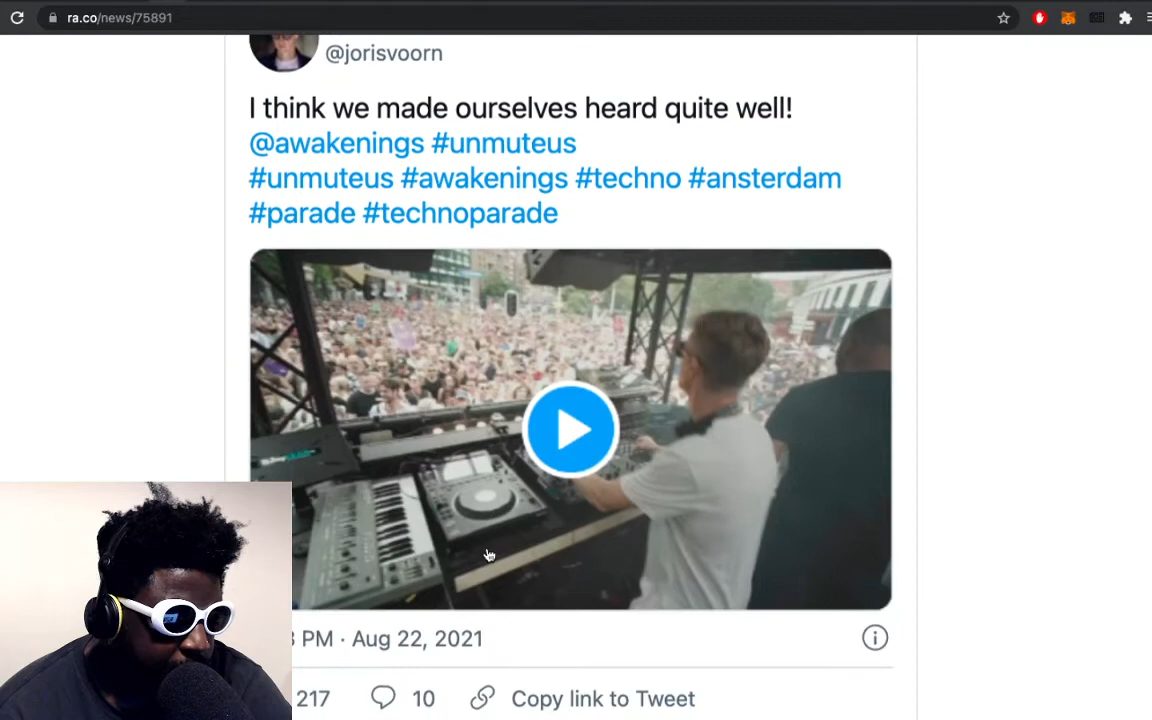 ra.co/news/75891
@jorisvoorn
I think we made ourselves heard quite well!
@awakenings #unmuteus
#unmuteus #awakenings #techno #ansterdam
#parade #technoparade
PM · Aug 22, 2021
217 10 Copy link to Tweet